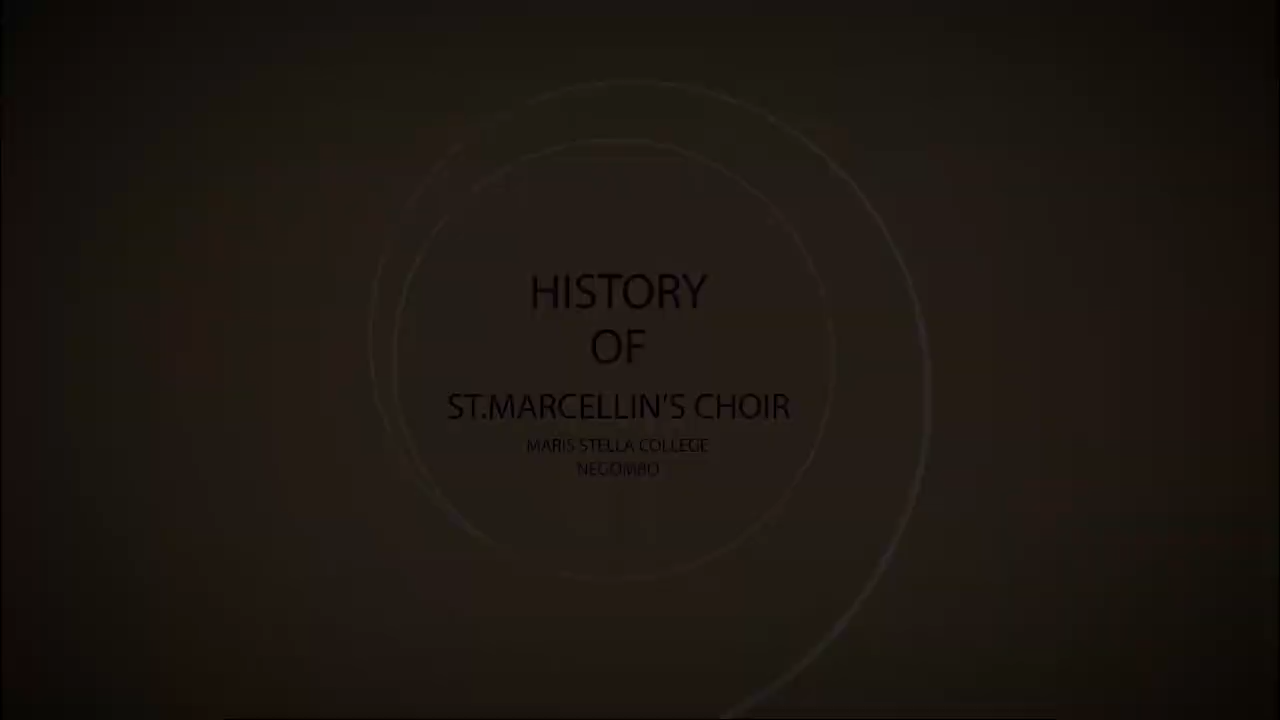 HISTORY
OF
ST.MARCELLIN'S CHOIR
MARIS STELLA COLLEGE
NEGOMBO